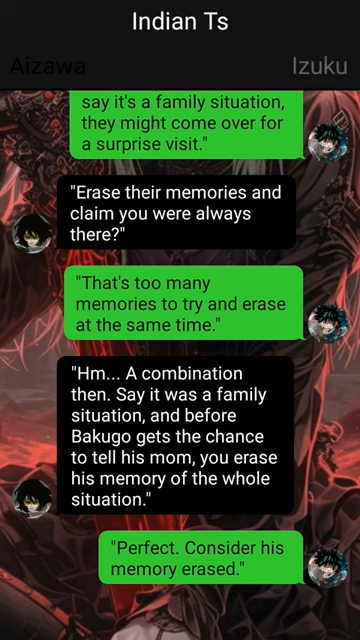 Indian Ts
Aizawa
Izuku
say it's a family situation,
they might come over for
a surprise visit."
"Erase their memories and
claim you were always
there?"
"That's too many
memories to try and erase
at the same time."
"Hm... A combination
then. Say it was a family
situation, and before
Bakugo gets the chance
to tell his mom, you erase
his memory of the whole
situation."
"Perfect. Consider his
memory erased."